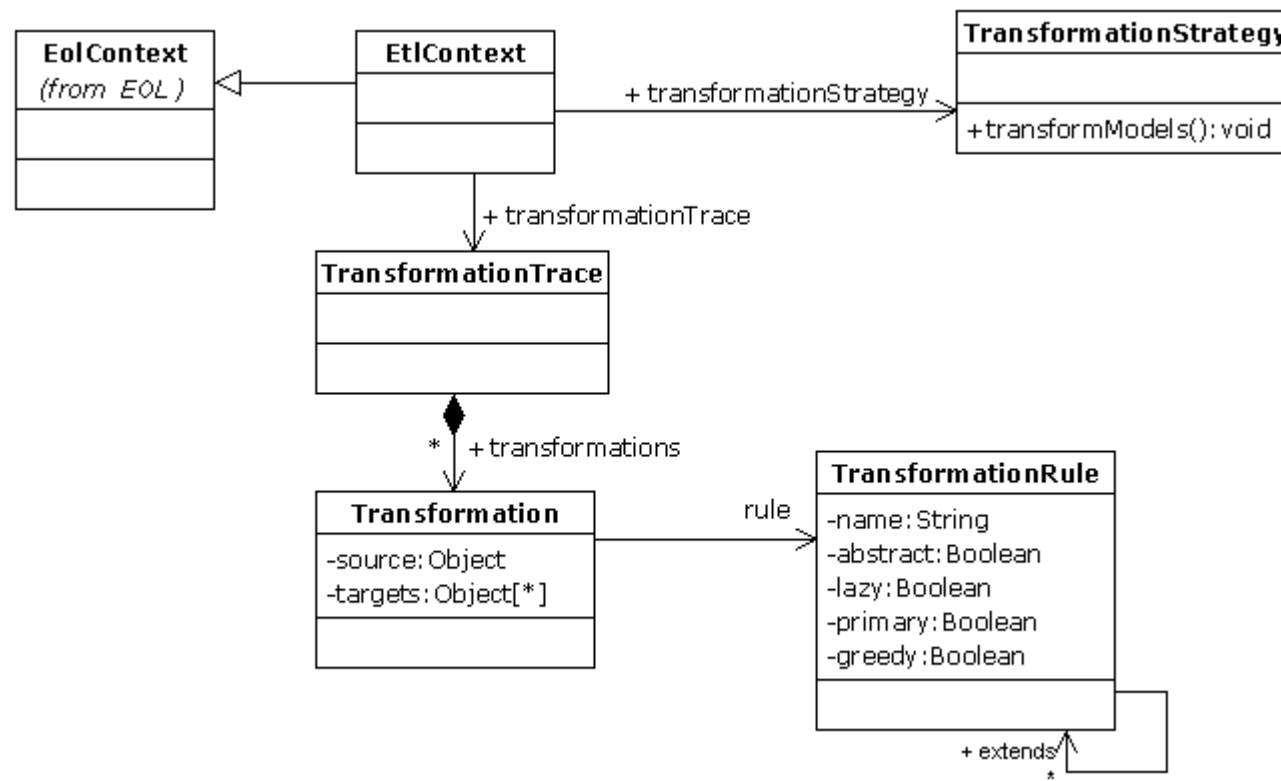 EolContext
(from EOL)
EtlContext
TransformationStrategy
+transformModels(): void
+ transformationStrategy
+ transformationTrace
TransformationTrace
* + transformations
Transformation
-source: Object
-targets: Object[*]
rule
TransformationRule
-name: String
-abstract: Boolean
-lazy: Boolean
-primary: Boolean
-greedy: Boolean
+ extends
*